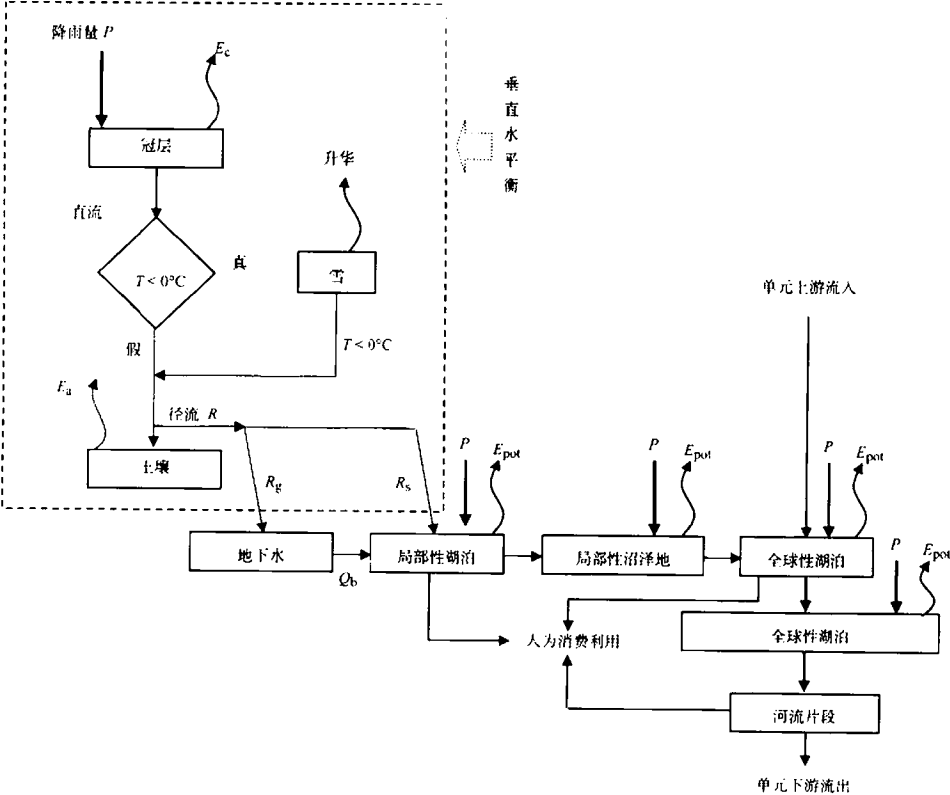 降雨量 P
Ec
冠层
升华
直流
T < 0°C
真
雪
假
T < 0°C
Ea
径流 R
土壤
Rg
Rs
垂直水平衡
单元上游流入
P
Epot
P
Epot
P
Epot
地下水
Qb
局部性湖泊
局部性沼泽地
全球性湖泊
P
Epot
人为消费利用
全球性湖泊
河流片段
单元下游流出